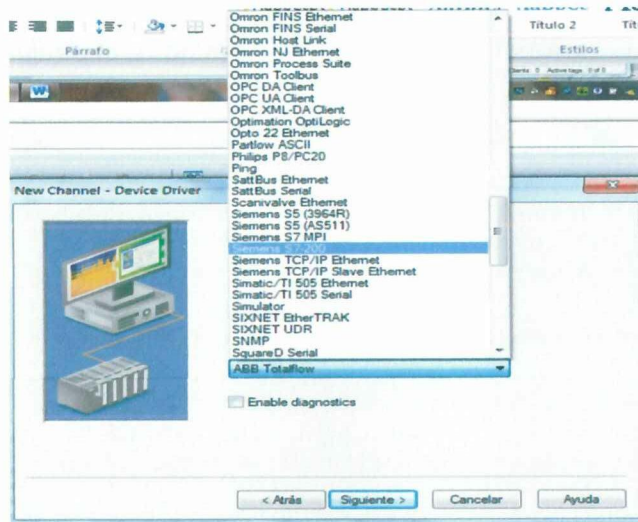 Omron FINS Ethernet
Omron FINS Serial
Omron Host Link
Omron NJ Ethernet
Omron Process Suite
Omron Toolbus
OPC DA Client
OPC UA Client
OPC XML-DA Client
Optimation OptiLogic
Opto 22 Ethernet
Partlow ASCII
Philips P8/PC20
Ping
SattBus Ethernet
SattBus Serial
Scanivalve Ethernet
Siemens S5 (3964R)
Siemens S5 (AS511)
Siemens S7 MPI
Siemens S7-200
Siemens TCP/IP Ethernet
Siemens TCP/IP Slave Ethernet
Simatic/TI 505 Ethernet
Simatic/TI 505 Serial
Simulator
SIXNET EtherTRAK
SIXNET UDR
SNMP
SquareD Serial
ABB Totalflow
Enable diagnostics
Párrafo
Título 2
Estilos
Active tags: 0 of 0
W
New Channel - Device Driver
< Atrás
Siguiente >
Cancelar
Ayuda